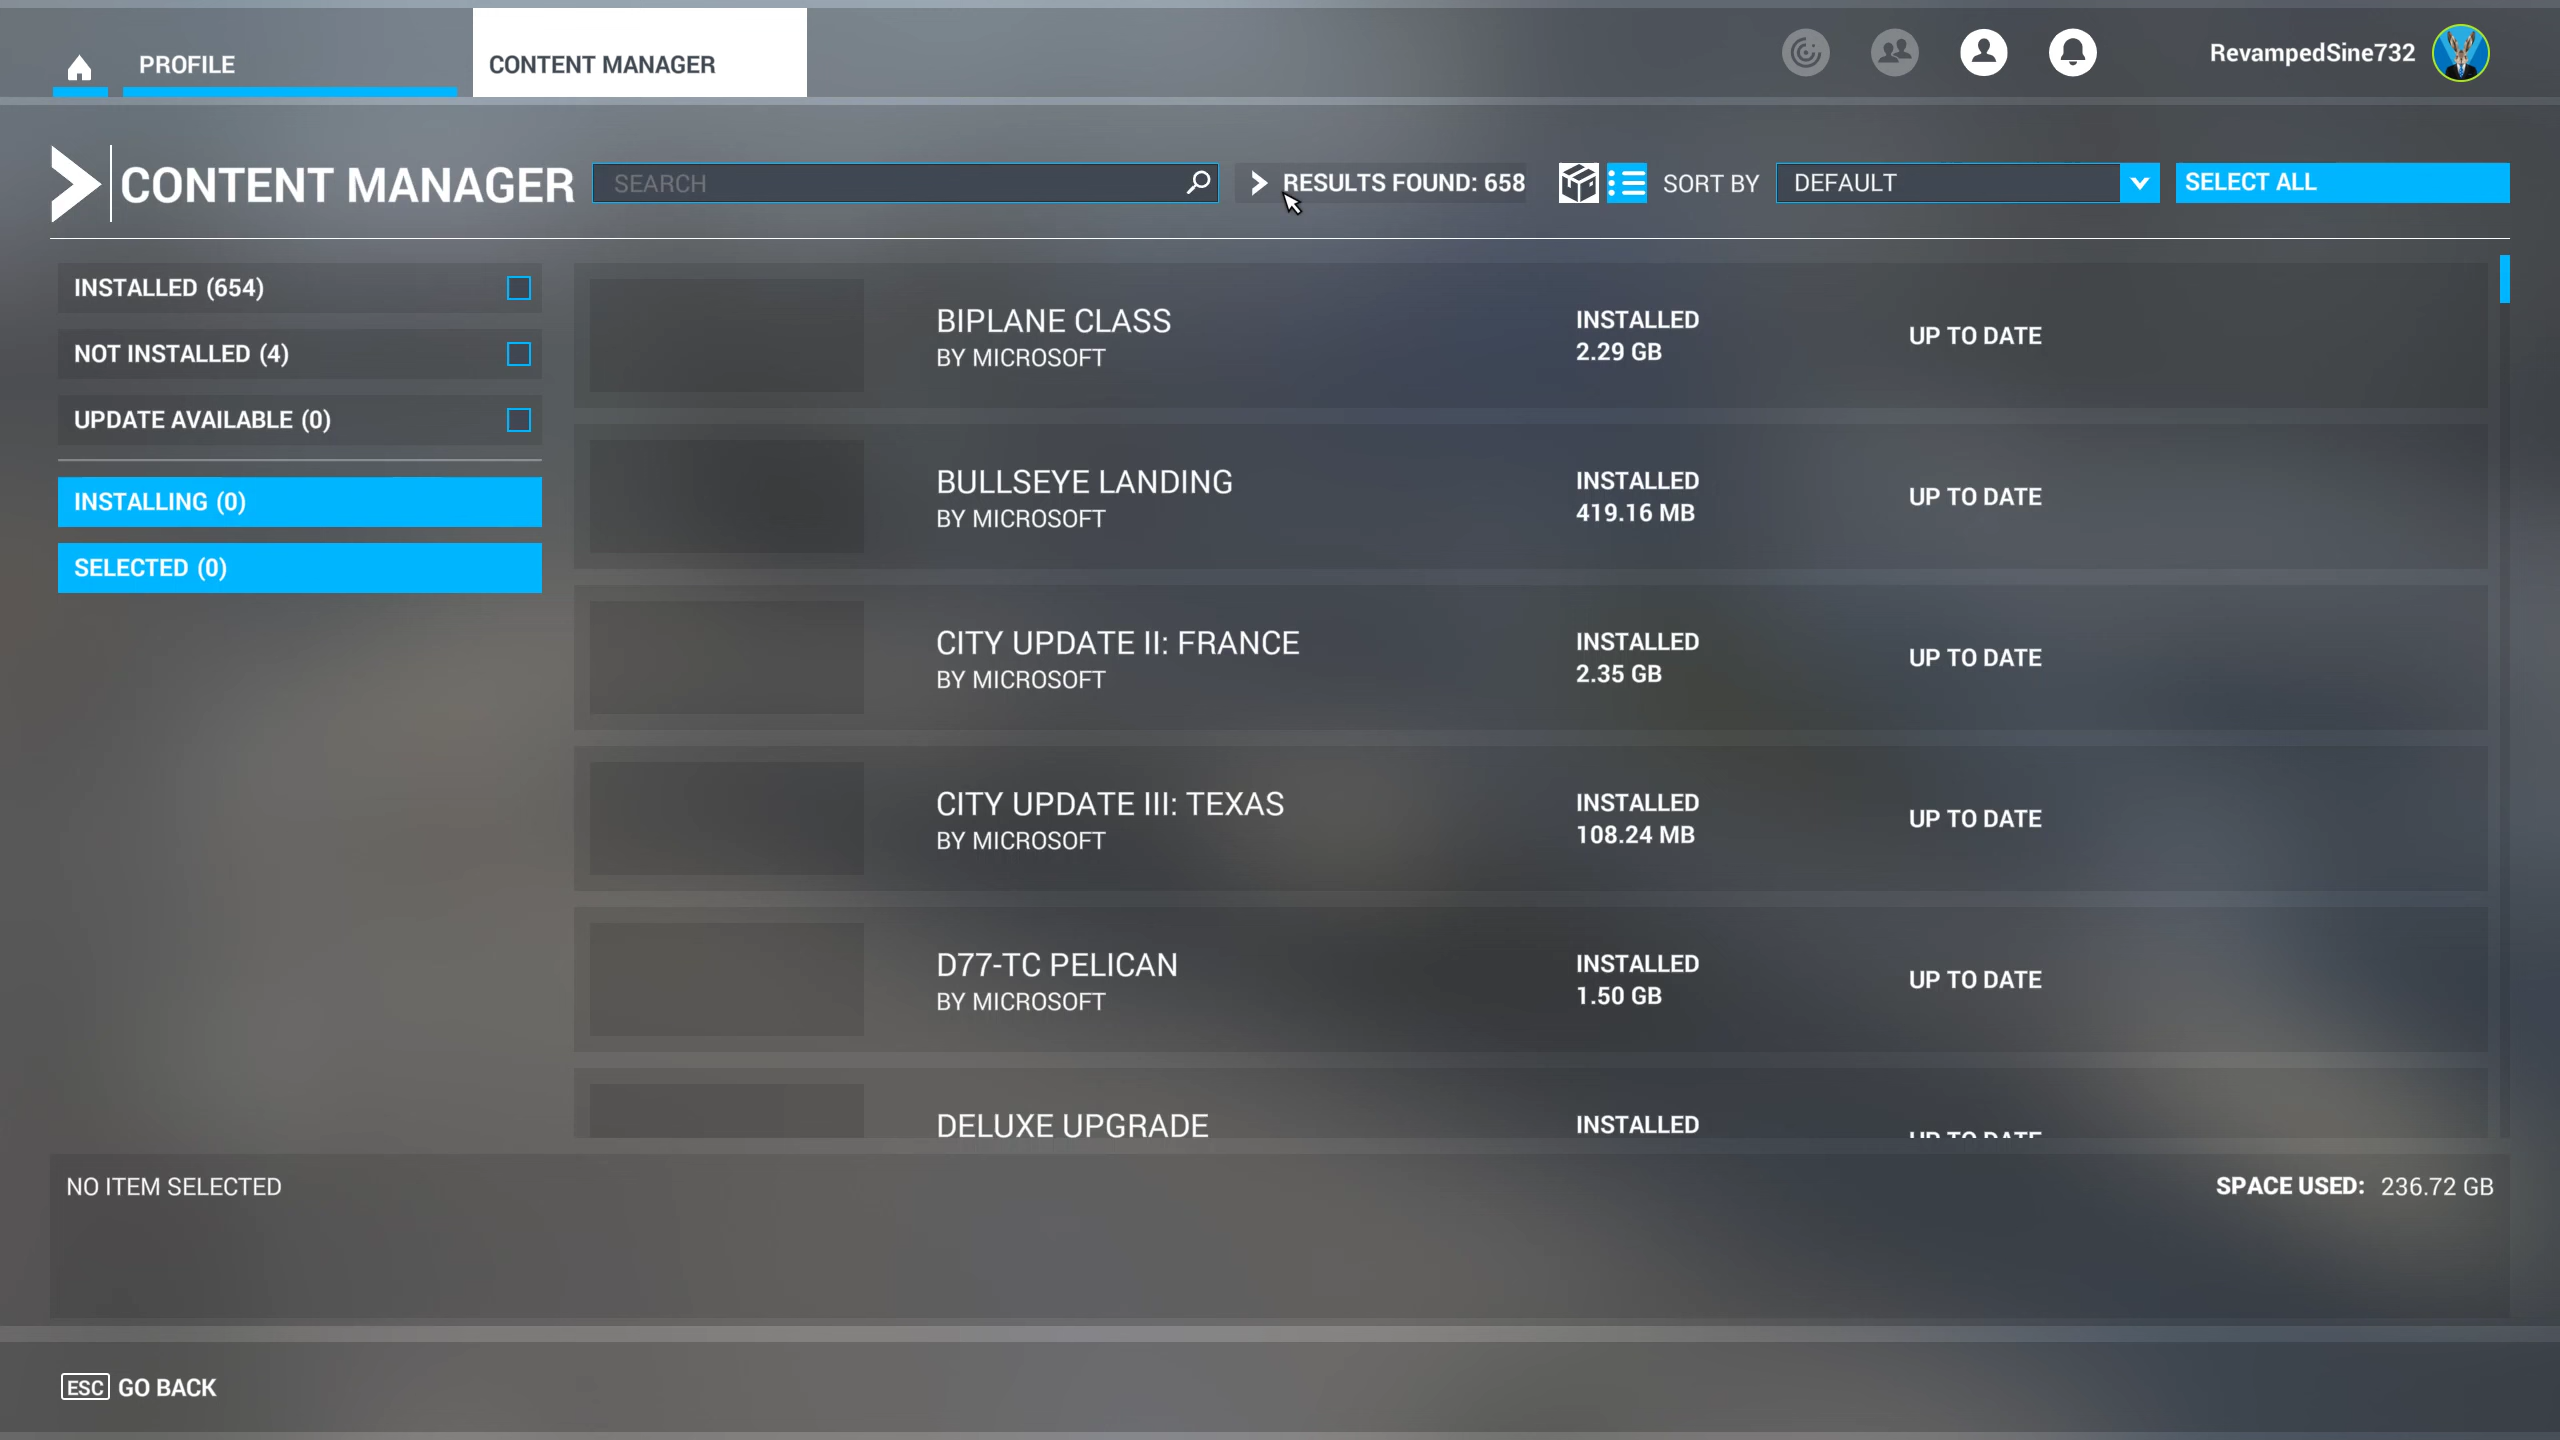 PROFILE
CONTENT MANAGER
RevampedSine732
CONTENT MANAGER
SEARCH
RESULTS FOUND: 658
SORT BY
DEFAULT
SELECT ALL
INSTALLED (654)
NOT INSTALLED (4)
UPDATE AVAILABLE (0)
INSTALLING (0)
SELECTED (0)
BIPLANE CLASS
BY MICROSOFT
INSTALLED
2.29 GB
UP TO DATE
BULLSEYE LANDING
BY MICROSOFT
INSTALLED
419.16 MB
UP TO DATE
CITY UPDATE II: FRANCE
BY MICROSOFT
INSTALLED
2.35 GB
UP TO DATE
CITY UPDATE III: TEXAS
BY MICROSOFT
INSTALLED
108.24 MB
UP TO DATE
D77-TC PELICAN
BY MICROSOFT
INSTALLED
1.50 GB
UP TO DATE
DELUXE UPGRADE
INSTALLED
UP TO DATE
NO ITEM SELECTED
SPACE USED: 236.72 GB
ESC GO BACK